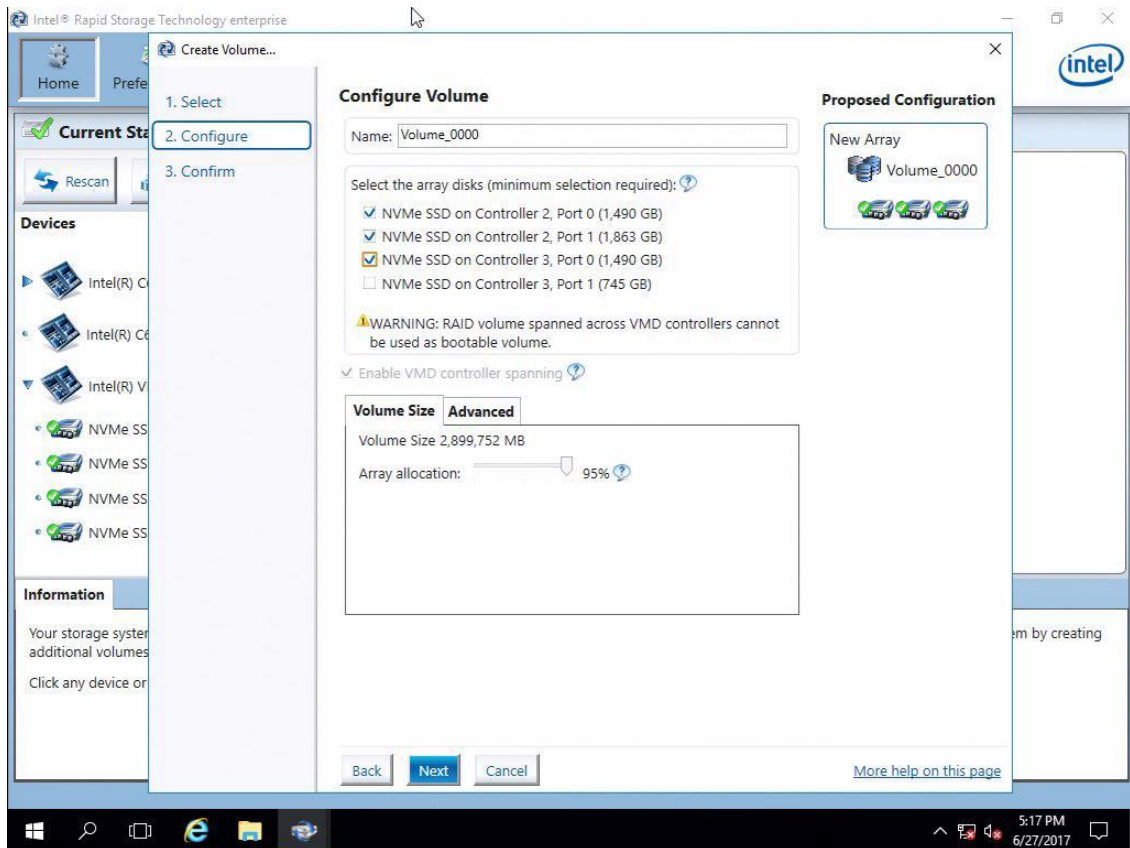 Intel® Rapid Storage Technology enterprise
Home
Prefe
intel
Create Volume...
1. Select
2. Configure
3. Confirm
Current Sta
Rescan
Devices
Intel(R) C
Intel(R) C6
Intel(R) V
NVMe SS
NVMe SS
NVMe SS
NVMe SS
Configure Volume
Name: Volume_0000
Select the array disks (minimum selection required):
NVMe SSD on Controller 2, Port 0 (1,490 GB)
NVMe SSD on Controller 2, Port 1 (1,863 GB)
NVMe SSD on Controller 3, Port 0 (1,490 GB)
NVMe SSD on Controller 3, Port 1 (745 GB)
WARNING: RAID volume spanned across VMD controllers cannot
be used as bootable volume.
Enable VMD controller spanning
Volume Size Advanced
Volume Size 2,899,752 MB
Array allocation: 95%
Proposed Configuration
New Array
Volume_0000
Information
Your storage syster
additional volumes
Click any device or
em by creating
Back Next Cancel
More help on this page
5:17 PM
6/27/2017